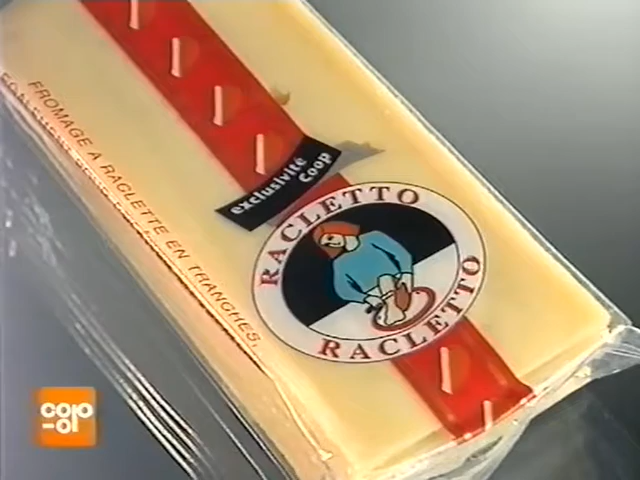 FROMAGE A RACLETTE EN TRANCHES.
exclusivité
Coop
RACLETTO
RACLETTO